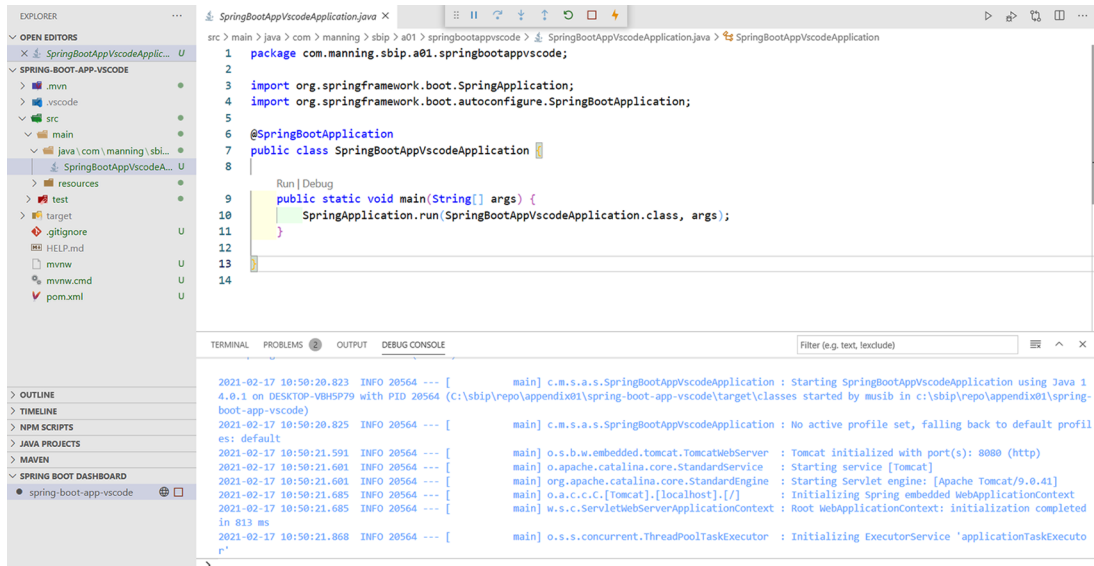 EXPLORER
OPEN EDITORS
SpringBootAppVscodeApplic... U
SPRING-BOOT-APP-VSCODE
.mvn
.vscode
src
main
java\com\manning\sbi...
SpringBootAppVscodeA... U
resources
test
target
.gitignore U
HELP.md
mvnw U
mvnw.cmd U
pom.xml U
OUTLINE
TIMELINE
NPM SCRIPTS
JAVA PROJECTS
MAVEN
SPRING BOOT DASHBOARD
spring-boot-app-vscode
SpringBootAppVscodeApplication.java
src > main > java > com > manning > sbip > a01 > springbootappvscode > SpringBootAppVscodeApplication.java > SpringBootAppVscodeApplication
1 package com.manning.sbip.a01.springbootappvscode;
2
3 import org.springframework.boot.SpringApplication;
4 import org.springframework.boot.autoconfigure.SpringBootApplication;
5
6 @SpringBootApplication
7 public class SpringBootAppVscodeApplication {
8
Run | Debug
9 public static void main(String[] args) {
10 SpringApplication.run(SpringBootAppVscodeApplication.class, args);
11 }
12
13 }
14
TERMINAL PROBLEMS 2 OUTPUT DEBUG CONSOLE Filter (e.g. text, !exclude)
2021-02-17 10:50:20.823 INFO 20564 --- [ main] c.m.s.a.s.SpringBootAppVscodeApplication : Starting SpringBootAppVscodeApplication using Java 1
4.0.1 on DESKTOP-VBH5P79 with PID 20564 (C:\sbip\repo\appendix01\spring-boot-app-vscode\target\classes started by musib in c:\sbip\repo\appendix01\spring-
boot-app-vscode)
2021-02-17 10:50:20.825 INFO 20564 --- [ main] c.m.s.a.s.SpringBootAppVscodeApplication : No active profile set, falling back to default profil
es: default
2021-02-17 10:50:21.591 INFO 20564 --- [ main] o.s.b.w.embedded.tomcat.TomcatWebServer : Tomcat initialized with port(s): 8080 (http)
2021-02-17 10:50:21.601 INFO 20564 --- [ main] o.apache.catalina.core.StandardService : Starting service [Tomcat]
2021-02-17 10:50:21.601 INFO 20564 --- [ main] org.apache.catalina.core.StandardEngine : Starting Servlet engine: [Apache Tomcat/9.0.41]
2021-02-17 10:50:21.685 INFO 20564 --- [ main] o.a.c.c.C.[Tomcat].[localhost].[/] : Initializing Spring embedded WebApplicationContext
2021-02-17 10:50:21.685 INFO 20564 --- [ main] w.s.c.ServletWebServerApplicationContext : Root WebApplicationContext: initialization completed
in 813 ms
2021-02-17 10:50:21.868 INFO 20564 --- [ main] o.s.s.concurrent.ThreadPoolTaskExecutor : Initializing ExecutorService 'applicationTaskExecuto
r'